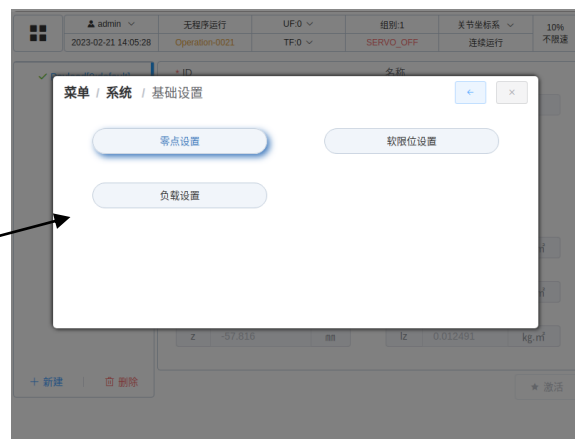 admin
无程序运行
UF:0
组别:1
关节坐标系
10%
不限速
2023-02-21 14:05:28
Operation-0021
TF:0
SERVO_OFF
连续运行
* ID
名称
菜单 / 系统 / 基础设置
零点设置
软限位设置
负载设置
z -57.816 mm
Iz 0.012491 kg.㎡
+ 新建
删除
★ 激活